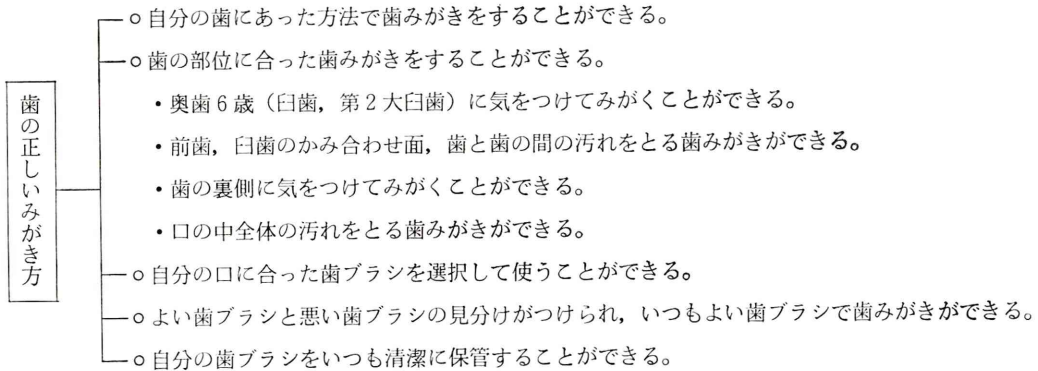 歯の正しいみがき方
○自分の歯にあった方法で歯みがきをすることができる。
○歯の部位に合った歯みがきをすることができる。
・奥歯6歳（臼歯，第2大臼歯）に気をつけてみがくことができる。
・前歯，臼歯のかみ合わせ面，歯と歯の間の汚れをとる歯みがきができる。
・歯の裏側に気をつけてみがくことができる。
・口の中全体の汚れをとる歯みがきができる。
○自分の口に合った歯ブラシを選択して使うことができる。
○よい歯ブラシと悪い歯ブラシの見分けがつけられ，いつもよい歯ブラシで歯みがきができる。
○自分の歯ブラシをいつも清潔に保管することができる。